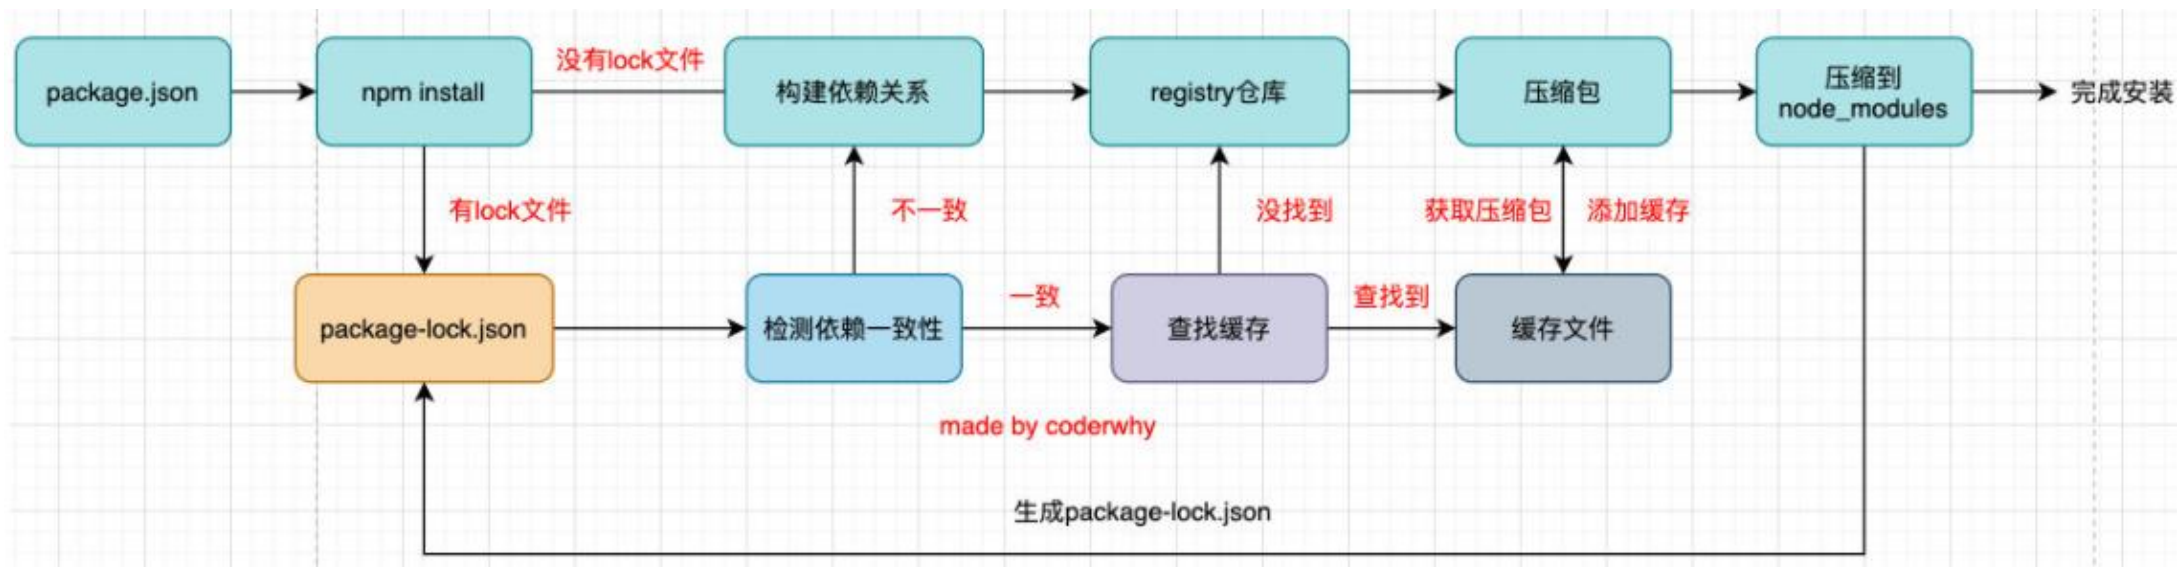 package.json
npm install
没有lock文件
构建依赖关系
registry仓库
压缩包
压缩到
node_modules
完成安装
有lock文件
不一致
没找到
获取压缩包
添加缓存
package-lock.json
检测依赖一致性
一致
查找缓存
查找到
缓存文件
made by coderwhy
生成package-lock.json